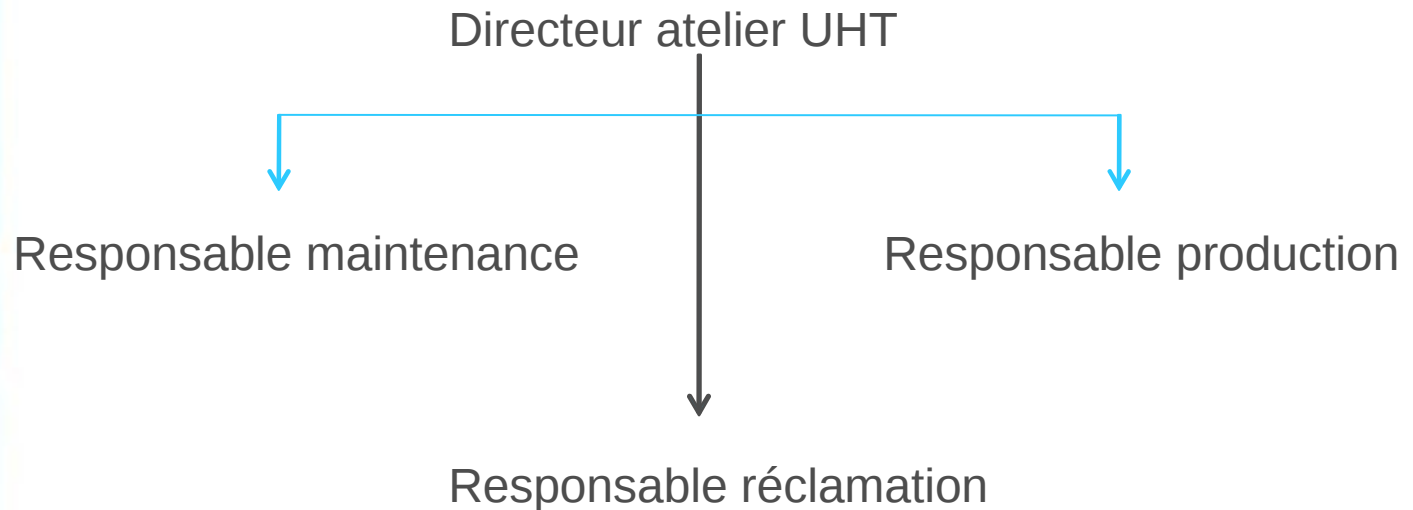 Directeur atelier UHT
Responsable maintenance
Responsable production
Responsable réclamation